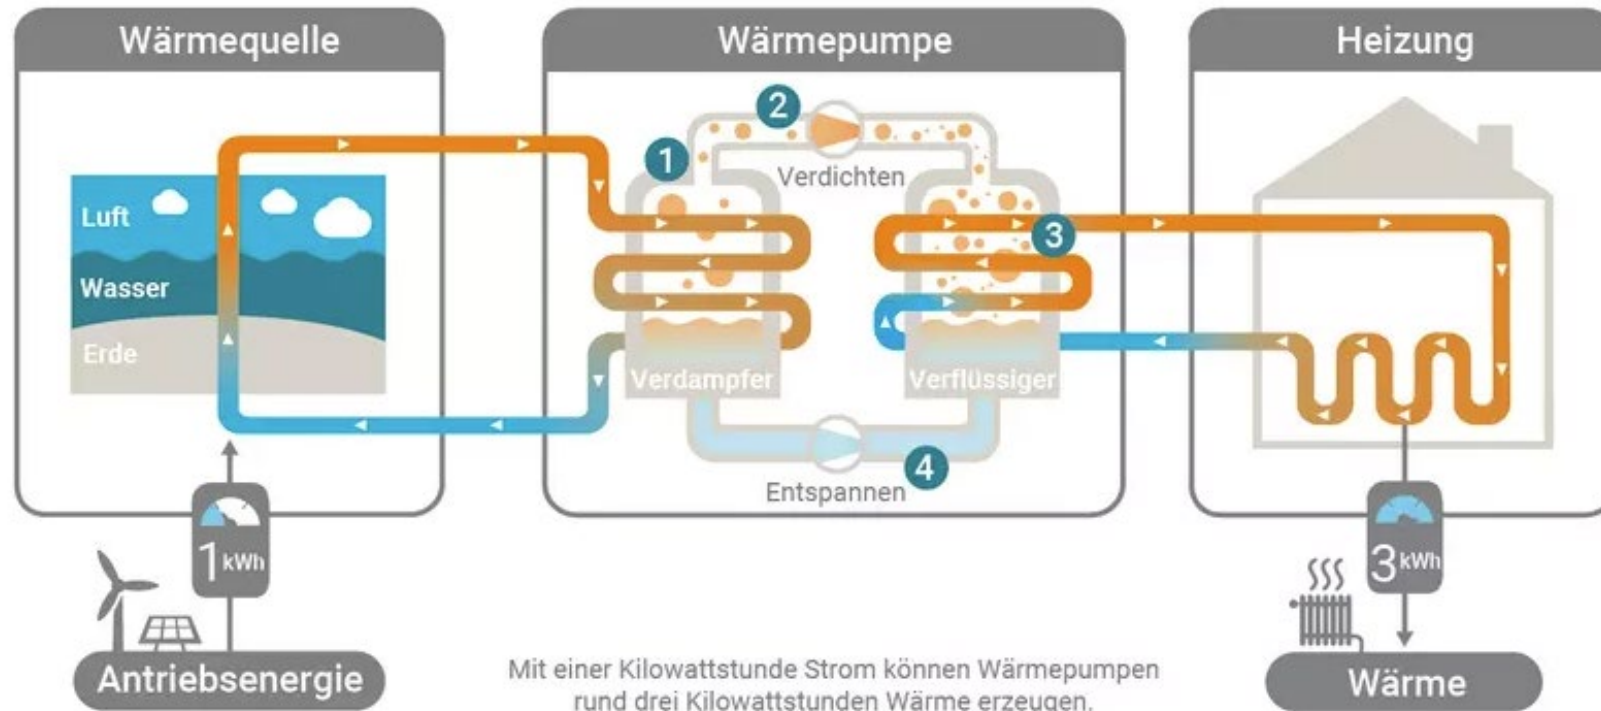 Wärmequelle
Wärmepumpe
Heizung
2
1
Verdichten
Luft
3
Wasser
Erde
Verdampfer
Verflüssiger
4
Entspannen
1 kWh
3 kWh
Antriebsenergie
Mit einer Kilowattstunde Strom können Wärmepumpen
rund drei Kilowattstunden Wärme erzeugen.
Wärme